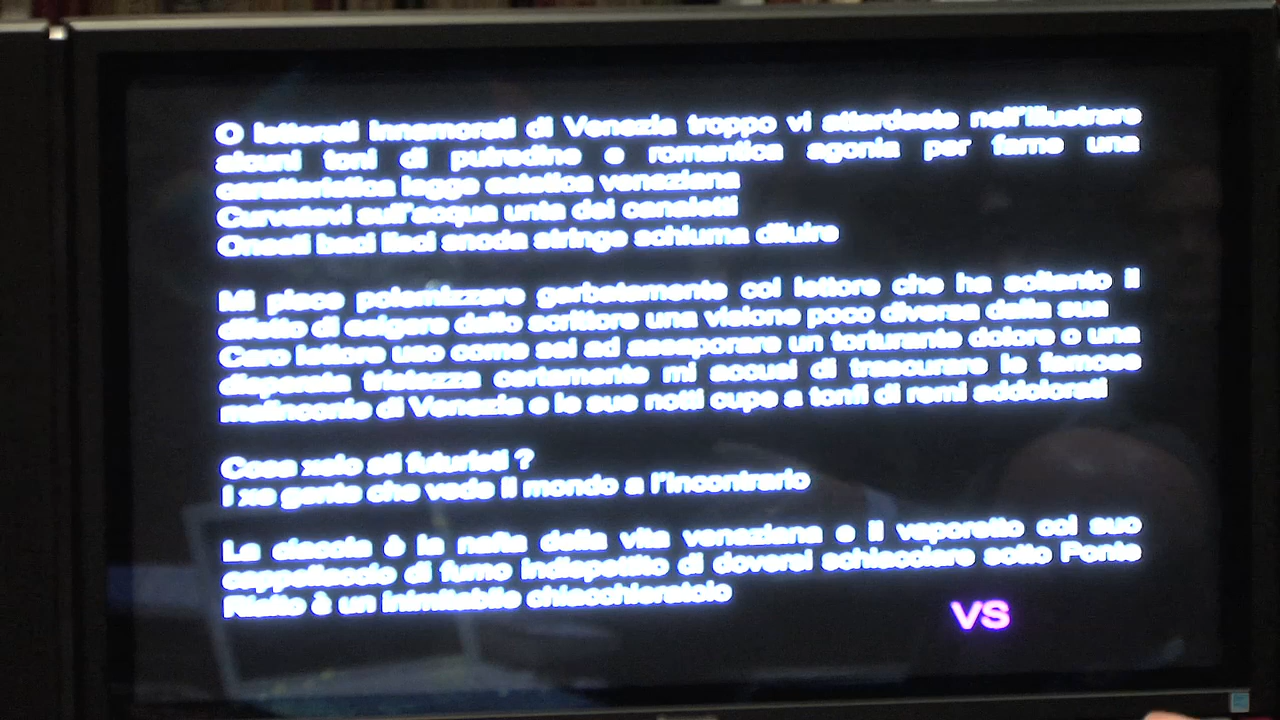 O letterati innamorati di Venezia troppo vi attardaste nell'illustrare
alcuni toni di putredine e romantica agonia per farne una
caratteristica legge estetica veneziana
Curvatevi sull'acqua unta dei canaletti
Onesti baci lisci snoda stringe schiuma diluire
Mi piace polemizzare garbatamente col lettore che ha soltanto il
difetto di esigere dallo scrittore una visione poco diversa dalla sua
Caro lettore uso come sei ad assaporare un torturante dolore o una
disperata tristezza certamente mi accusi di trascurare le famose
malinconie di Venezia e le sue notti cupe a tonfi di remi addolorati
Cossa xelo sti futuristi ?
I xe gente che vede il mondo a l'incontrario
La ciacola è la nafta della vita veneziana e il vaporetto col suo
cappellaccio di fumo indispettito di doversi schiacciare sotto Ponte
Rialto è un inimitabile chiacchieratoio
VS